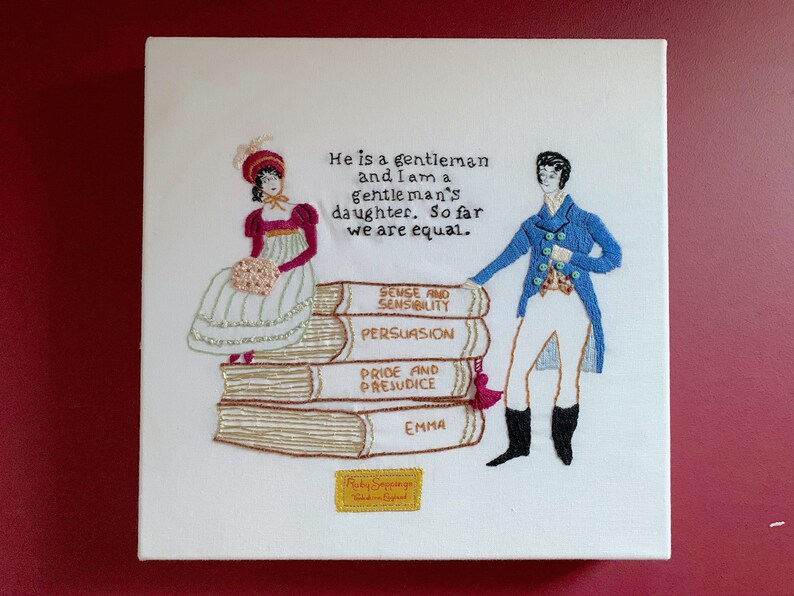 He is a gentleman
and I am a
gentleman's
daughter. So far
we are equal.
SENSE AND
SENSIBILITY
PERSUASION
PRIDE AND
PREJUDICE
EMMA
Ruby Seppings
England